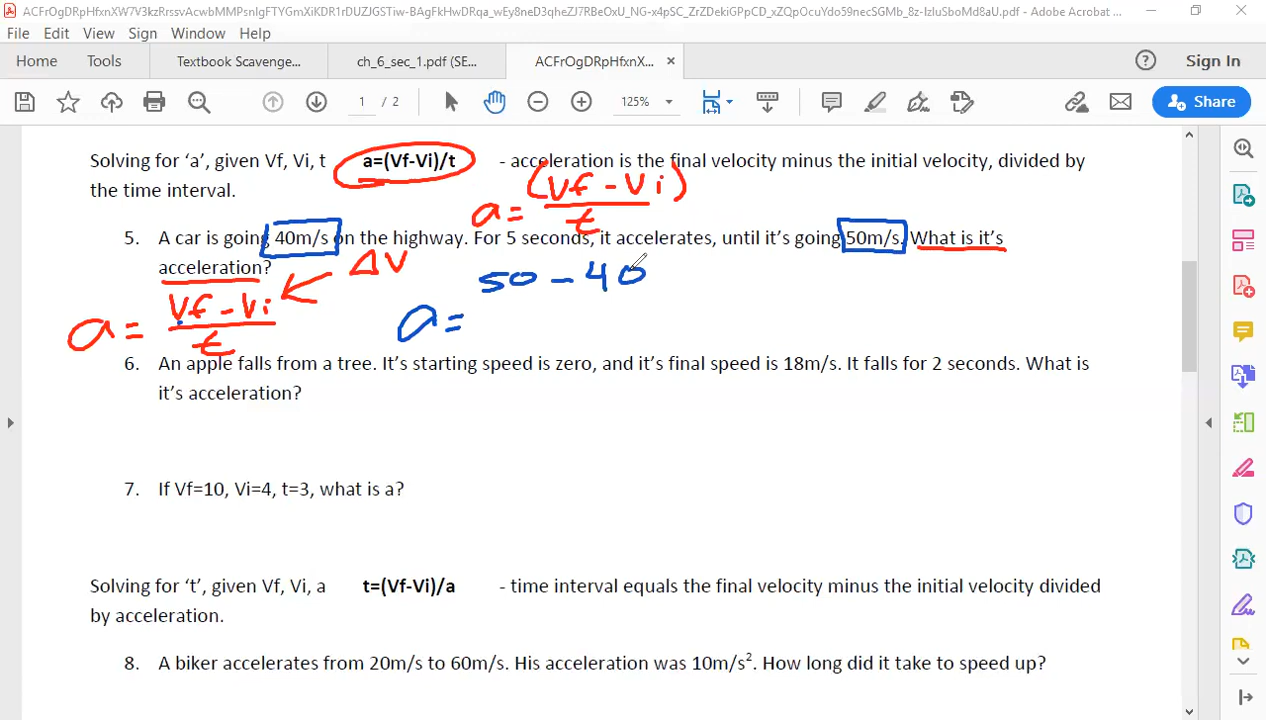 ACFrOgDRpHfxnXW7V3kzRrssvAcwbMMPsnIgFTYGmXiKDR1rDUZJGSTiw-BAgFkHwDRqa_wEy8neD3qheZJ7RBeOxU_NG-x4pSC_ZrZDekiGPpCD_xZQpOcuYdo59necSGMb_8z-IzluSboMd8aU.pdf - Adobe Acrobat ...
File Edit View Sign Window Help
Home Tools Textbook Scavenge... ch_6_sec_1.pdf (SE... ACFrOgDRpHfxnX... × Sign In
1 / 2 125% Share
Solving for ‘a’, given Vf, Vi, t a=(Vf-Vi)/t - acceleration is the final velocity minus the initial velocity, divided by
the time interval.
a= (Vf - Vi)
t
5. A car is going 40m/s on the highway. For 5 seconds, it accelerates, until it’s going 50m/s. What is it’s
acceleration?
ΔV
50 - 40
a= Vf - Vi
t
a=
6. An apple falls from a tree. It’s starting speed is zero, and it’s final speed is 18m/s. It falls for 2 seconds. What is
it’s acceleration?
7. If Vf=10, Vi=4, t=3, what is a?
Solving for ‘t’, given Vf, Vi, a t=(Vf-Vi)/a - time interval equals the final velocity minus the initial velocity divided
by acceleration.
8. A biker accelerates from 20m/s to 60m/s. His acceleration was 10m/s². How long did it take to speed up?